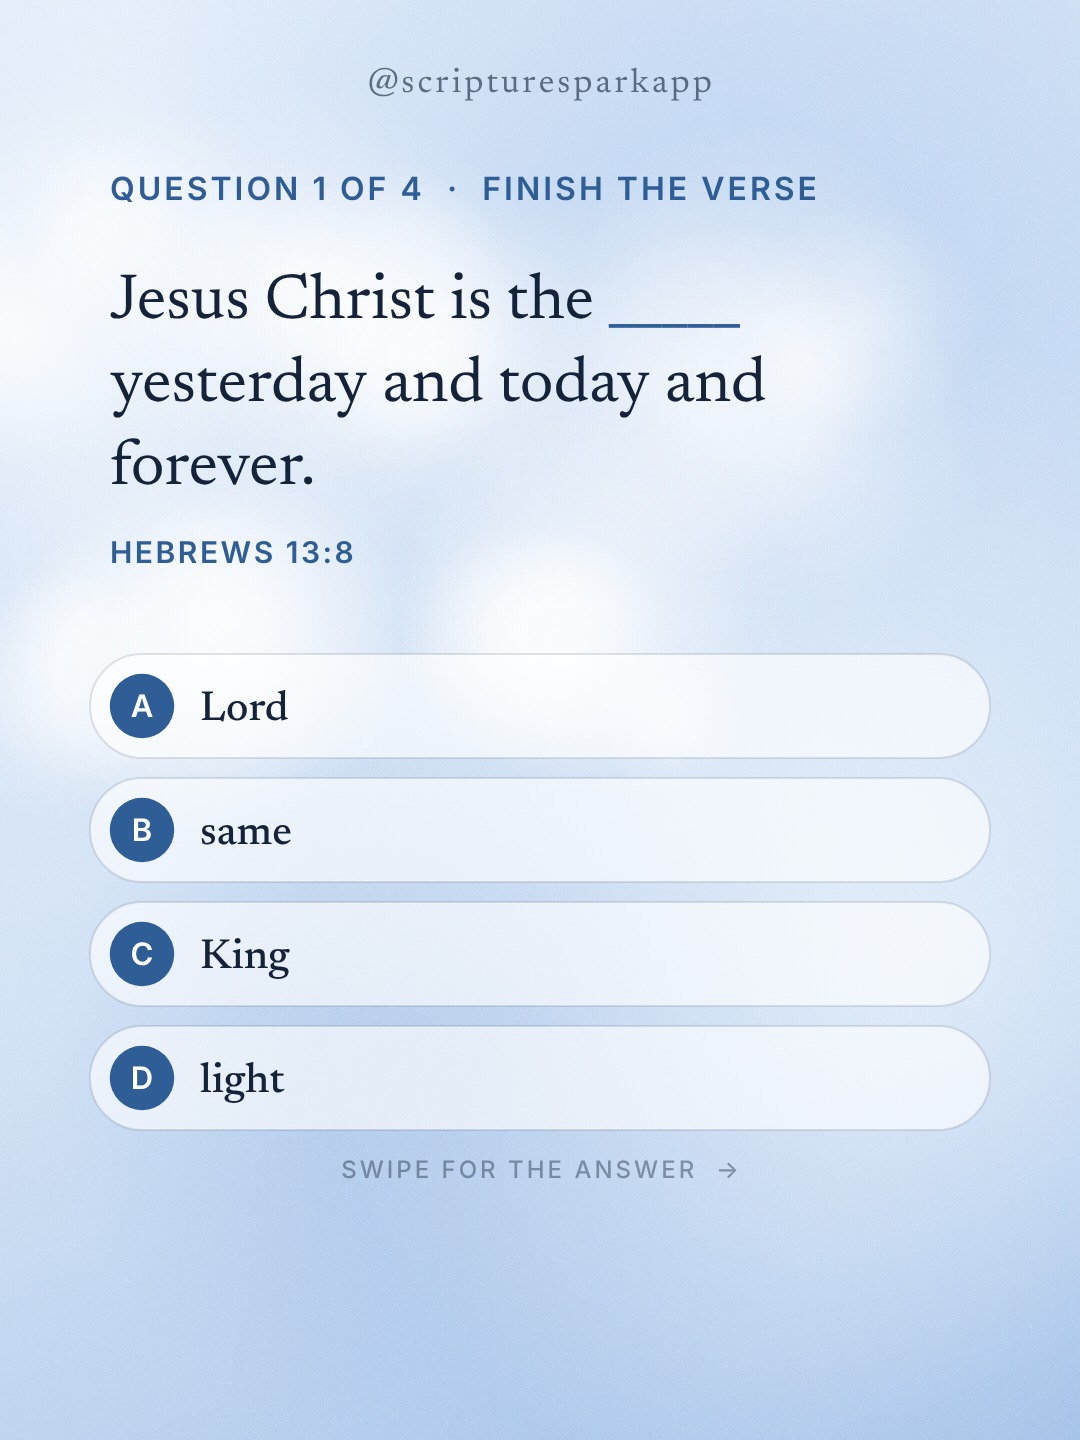 @scripturesparkapp
QUESTION 1 OF 4 · FINISH THE VERSE
Jesus Christ is the _____
yesterday and today and
forever.
HEBREWS 13:8
A Lord
B same
C King
D light
SWIPE FOR THE ANSWER →